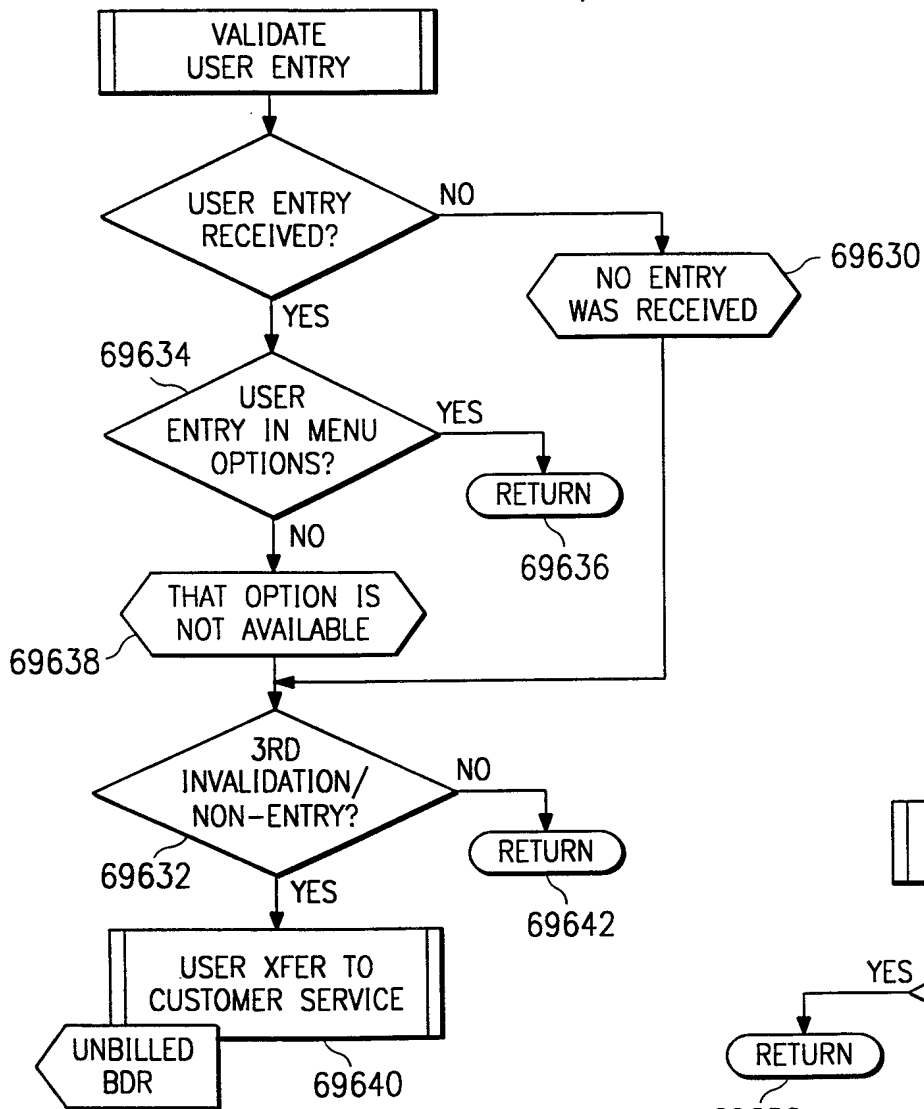 VALIDATE
USER ENTRY
USER ENTRY
RECEIVED?
NO
YES
NO ENTRY
WAS RECEIVED
69630
69634
USER
ENTRY IN MENU
OPTIONS?
YES
NO
RETURN
69636
THAT OPTION IS
NOT AVAILABLE
69638
3RD
INVALIDATION/
NON-ENTRY?
NO
YES
69632
RETURN
69642
USER XFER TO
CUSTOMER SERVICE
UNBILLED
BDR
69640
YES
RETURN